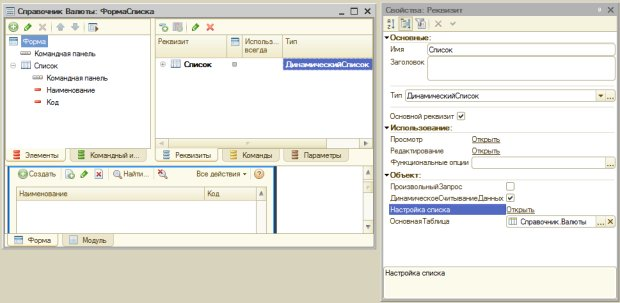 Справочник Валюты: ФормаСписка
Форма
Командная панель
Список
Командная панель
Наименование
Код
Элементы
Командный и...
Реквизит
Использ...
всегда
Тип
Список
ДинамическийСписок
Реквизиты
Команды
Параметры
Создать
Найти...
Все действия
Наименование
Код
Форма
Модуль
Свойства: Реквизит
Основные:
Имя
Список
Заголовок
Тип
ДинамическийСписок
Основной реквизит
Использование:
Просмотр
Открыть
Редактирование
Открыть
Функциональные опции
Объект:
ПроизвольныйЗапрос
ДинамическоеСчитываниеДанных
Настройка списка
Открыть
ОсновнаяТаблица
Справочник.Валюты
Настройка списка